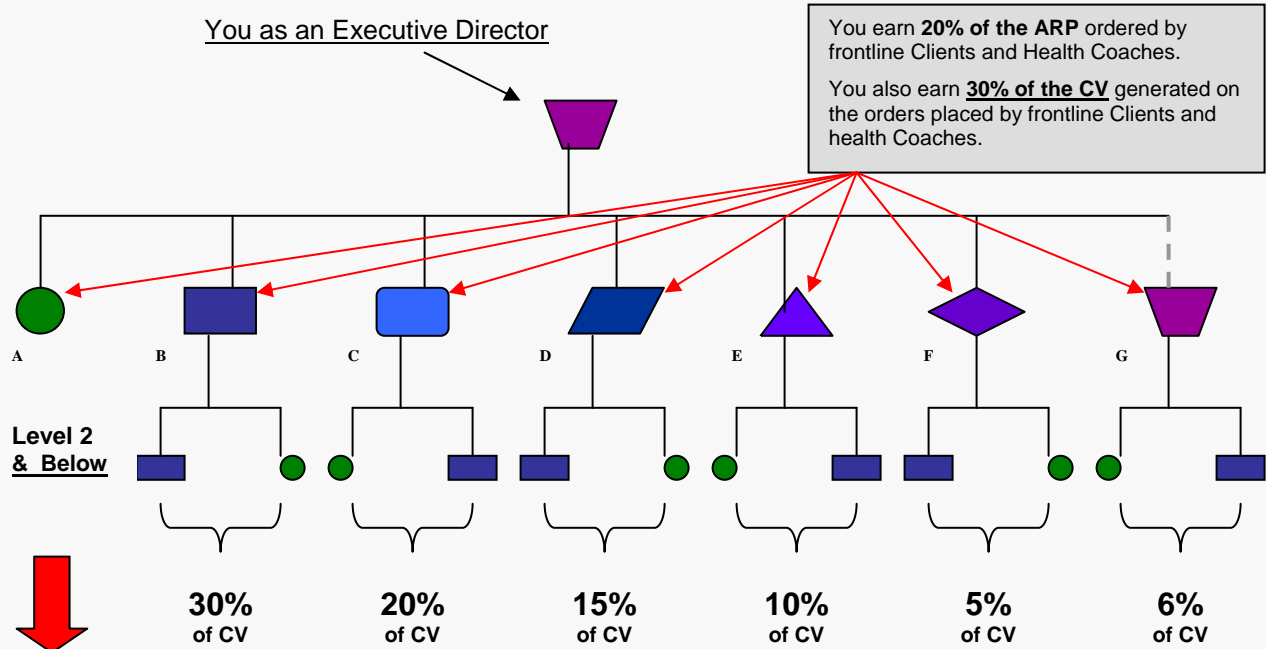 You as an Executive Director
You earn 20% of the ARP ordered by
frontline Clients and Health Coaches.
You also earn 30% of the CV generated on
the orders placed by frontline Clients and
health Coaches.
A B C D E F G
Level 2
& Below
30% 20% 15% 10% 5% 6%
of CV of CV of CV of CV of CV of CV